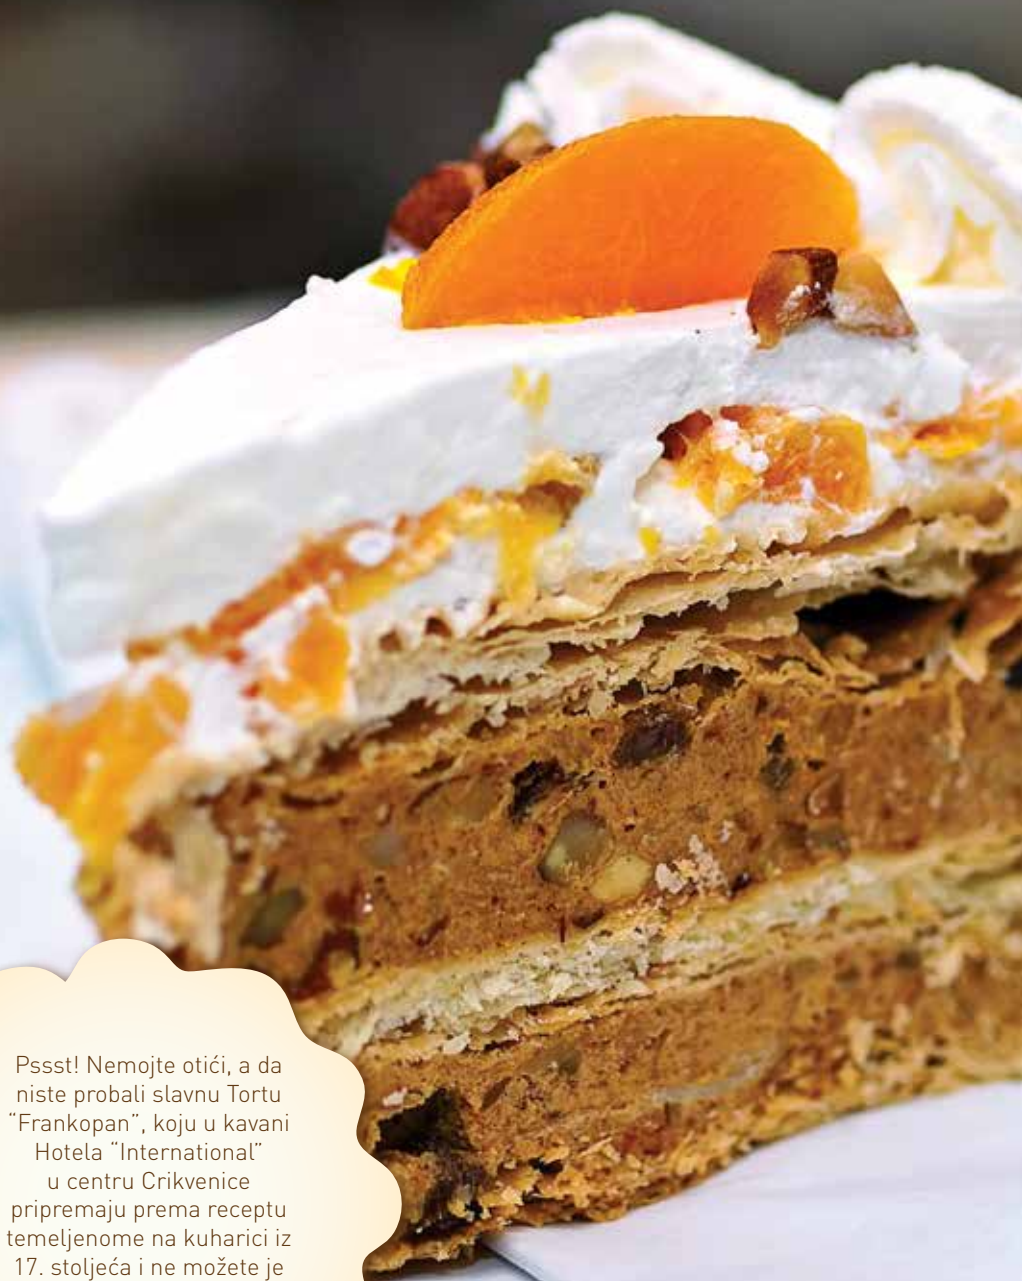 Pssst! Nemojte otići, a da
niste probali slavnu Tortu
“Frankopan”, koju u kavani
Hotela “International”
u centru Crikvenice
pripremaju prema receptu
temeljenome na kuharici iz
17. stoljeća i ne možete je